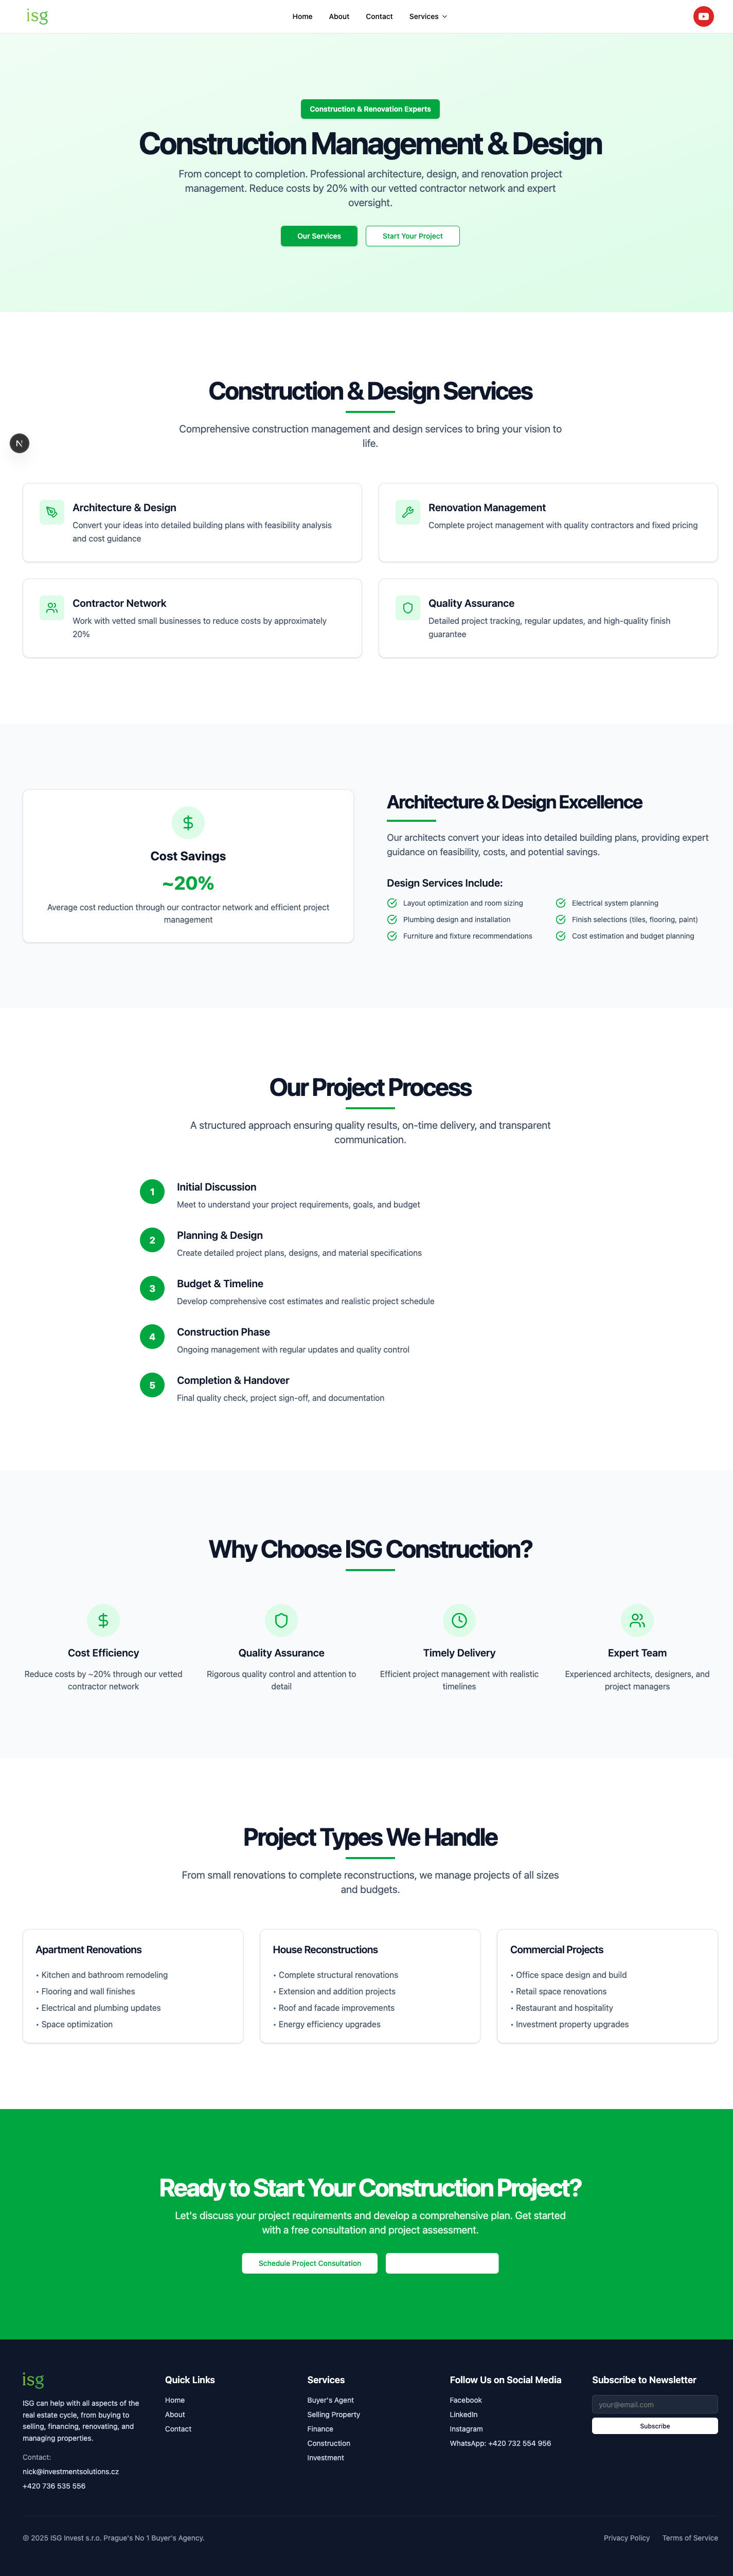 isg
Home
About
Contact
Services
Construction & Renovation Experts
Construction Management & Design
From concept to completion. Professional architecture, design, and renovation project
management. Reduce costs by 20% with our vetted contractor network and expert
oversight.
Our Services
Start Your Project
Construction & Design Services
Comprehensive construction management and design services to bring your vision to
life.
N
Architecture & Design
Convert your ideas into detailed building plans with feasibility analysis
and cost guidance
Renovation Management
Complete project management with quality contractors and fixed pricing
Contractor Network
Work with vetted small businesses to reduce costs by approximately
20%
Quality Assurance
Detailed project tracking, regular updates, and high-quality finish
guarantee
Cost Savings
~20%
Average cost reduction through our contractor network and efficient project
management
Architecture & Design Excellence
Our architects convert your ideas into detailed building plans, providing expert
guidance on feasibility, costs, and potential savings.
Design Services Include:
Layout optimization and room sizing
Electrical system planning
Plumbing design and installation
Finish selections (tiles, flooring, paint)
Furniture and fixture recommendations
Cost estimation and budget planning
Our Project Process
A structured approach ensuring quality results, on-time delivery, and transparent
communication.
1
Initial Discussion
Meet to understand your project requirements, goals, and budget
2
Planning & Design
Create detailed project plans, designs, and material specifications
3
Budget & Timeline
Develop comprehensive cost estimates and realistic project schedule
4
Construction Phase
Ongoing management with regular updates and quality control
5
Completion & Handover
Final quality check, project sign-off, and documentation
Why Choose ISG Construction?
Cost Efficiency
Reduce costs by ~20% through our vetted
contractor network
Quality Assurance
Rigorous quality control and attention to
detail
Timely Delivery
Efficient project management with realistic
timelines
Expert Team
Experienced architects, designers, and
project managers
Project Types We Handle
From small renovations to complete reconstructions, we manage projects of all sizes
and budgets.
Apartment Renovations
• Kitchen and bathroom remodeling
• Flooring and wall finishes
• Electrical and plumbing updates
• Space optimization
House Reconstructions
• Complete structural renovations
• Extension and addition projects
• Roof and facade improvements
• Energy efficiency upgrades
Commercial Projects
• Office space design and build
• Retail space renovations
• Restaurant and hospitality
• Investment property upgrades
Ready to Start Your Construction Project?
Let's discuss your project requirements and develop a comprehensive plan. Get started
with a free consultation and project assessment.
Schedule Project Consultation
isg
ISG can help with all aspects of the
real estate cycle, from buying to
selling, financing, renovating, and
managing properties.
Contact:
nick@investmentsolutions.cz
+420 736 535 556
Quick Links
Home
About
Contact
Services
Buyer's Agent
Selling Property
Finance
Construction
Investment
Follow Us on Social Media
Facebook
LinkedIn
Instagram
WhatsApp: +420 732 554 956
Subscribe to Newsletter
your@email.com
Subscribe
© 2025 ISG Invest s.r.o. Prague's No 1 Buyer's Agency.
Privacy Policy
Terms of Service